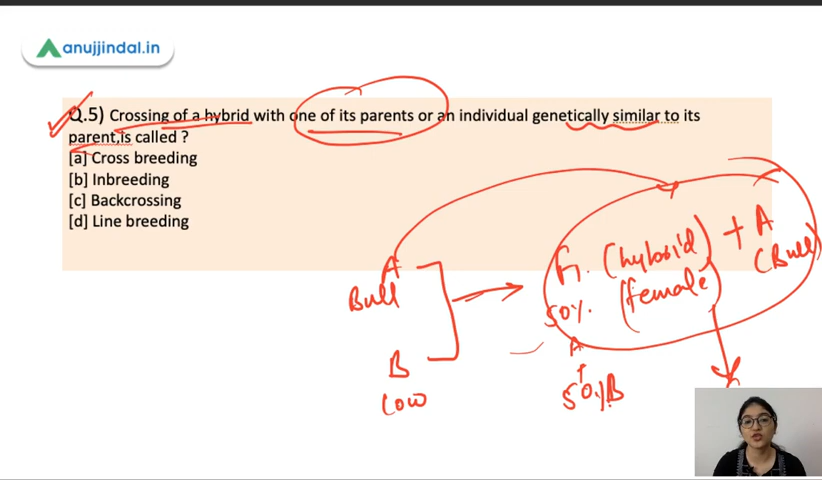 anujjindal.in
Q.5) Crossing of a hybrid with one of its parents or an individual genetically similar to its
parent,is called ?
[a] Cross breeding
[b] Inbreeding
[c] Backcrossing
[d] Line breeding
A
Bull
B
Cow
F1. (hybrid) + A
(female) (Bull)
50%.
A
50% B